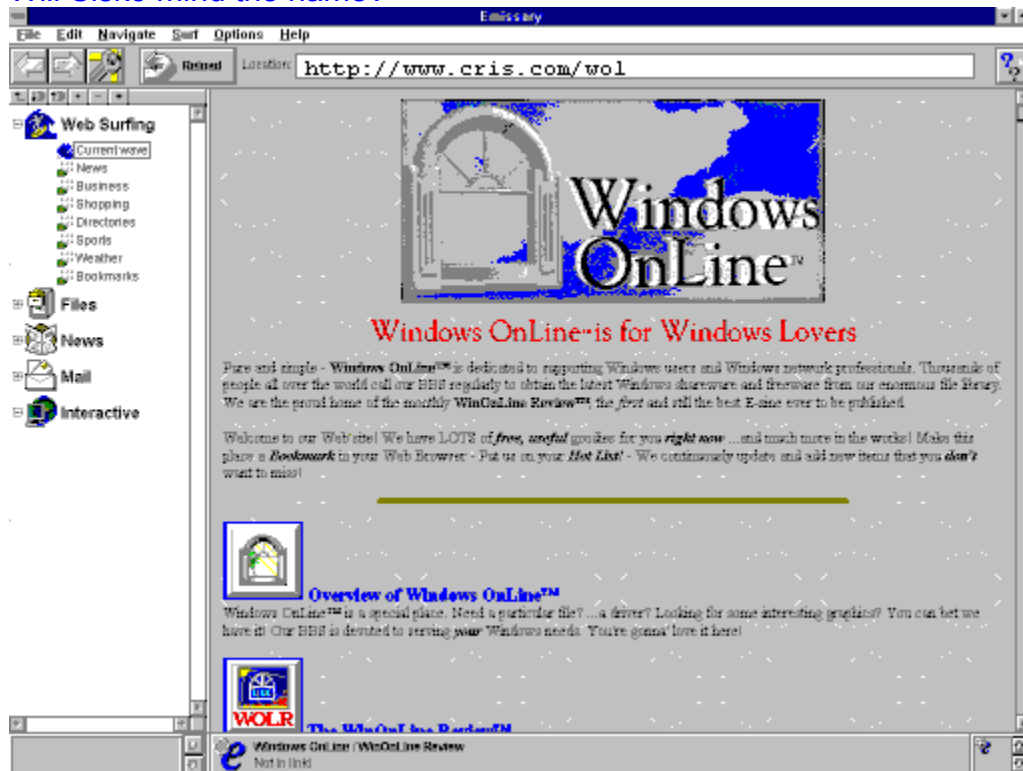 Will Sisko mind the name?
Emissary
File Edit Navigate Surf Options Help
Reload Location: http://www.cris.com/wol
Web Surfing
Current wave
News
Business
Shopping
Directories
Sports
Weather
Bookmarks
Files
News
Mail
Interactive
Windows
OnLine™
Windows OnLine™ is for Windows Lovers
Pure and simple - Windows OnLine™ is dedicated to supporting Windows users and Windows network professionals. Thousands of
people all over the world call our BBS regularly to obtain the latest Windows shareware and freeware from our enormous file library.
We are the proud home of the monthly WinOnLine Review™, the first and still the best E-zine ever to be published.
Welcome to our Web site! We have LOTS of free, useful goodies for you right now ...and much more in the works! Make this
place a Bookmark in your Web Browser - Put us on your Hot List! - We continuously update and add new items that you don't
want to miss!
Overview of Windows OnLine™
Windows OnLine™ is a special place. Need a particular file? ...a driver? Looking for some interesting graphics? You can bet we
have it! Our BBS is devoted to serving your Windows needs. You're gonna' love it here!
WOLR
The WinOnLine Review™
Windows OnLine / WinOnLine Review
Not in link!